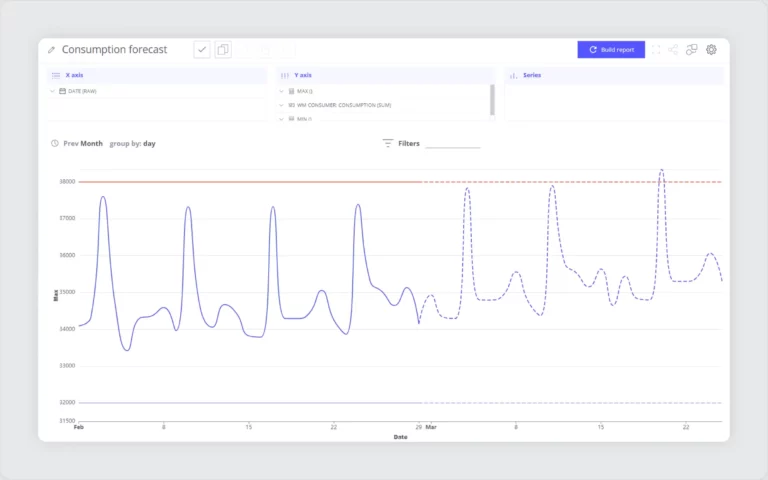 Consumption forecast
Build report
X axis
Y axis
Series
DATE (RAW)
MAX ()
WM CONSUMER: CONSUMPTION (SUM)
MIN ()
Prev Month group by: day
Filters
38000
37000
36000
35000
34000
33000
32000
31500
Max
Feb
8
15
22
29
Mar
8
15
22
Date